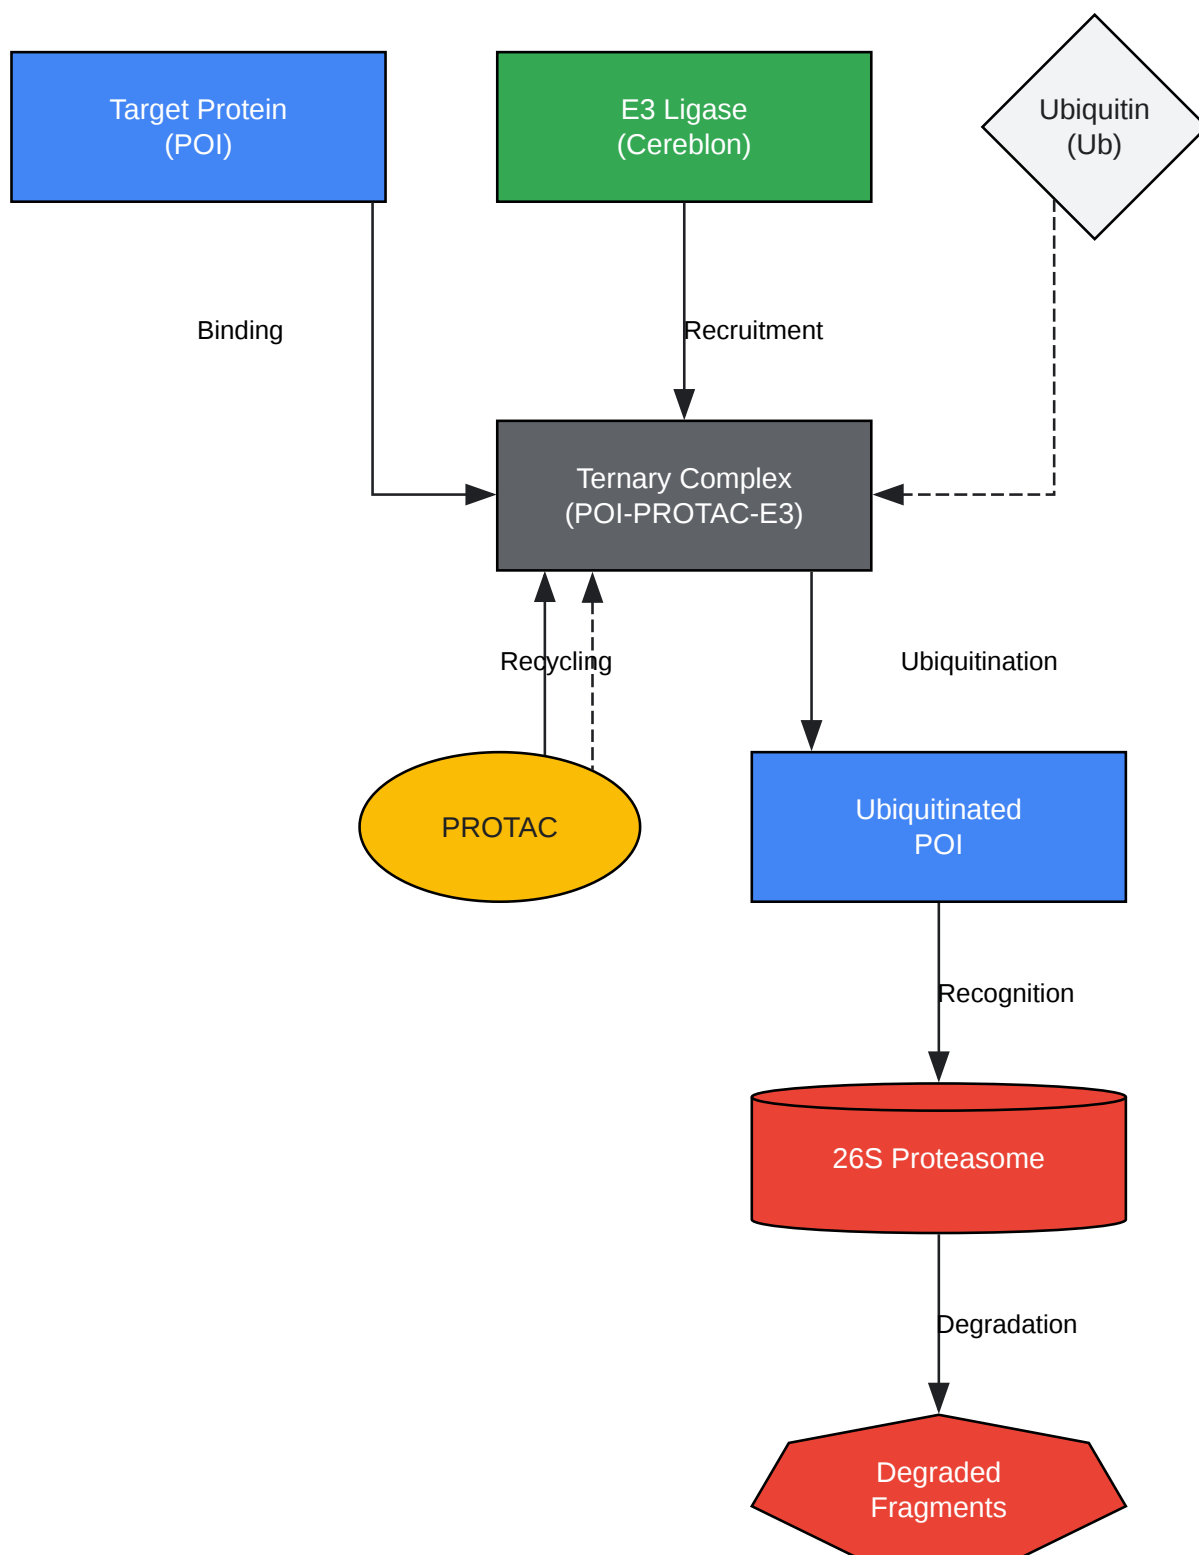 Target Protein
(POI)
E3 Ligase
(Cereblon)
Ubiquitin
(Ub)
Binding
Recruitment
Ternary Complex
(POI-PROTAC-E3)
Recycling
Ubiquitination
PROTAC
Ubiquitinated
POI
Recognition
26S Proteasome
Degradation
Degraded
Fragments